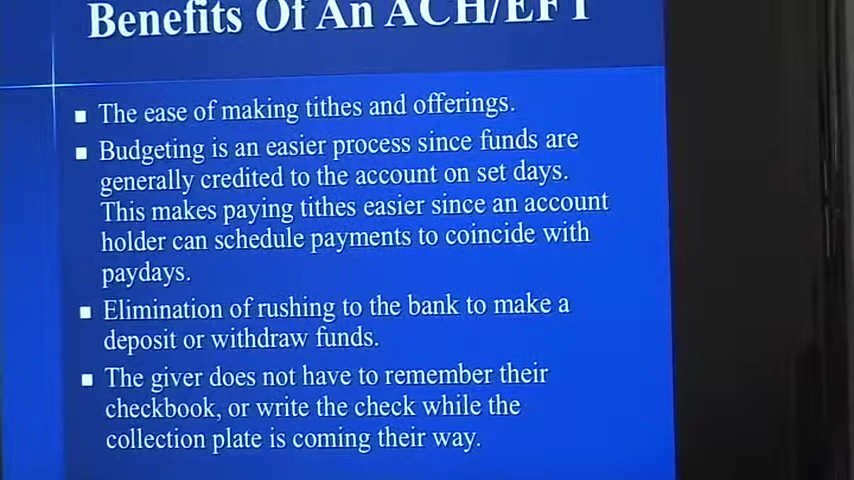 Benefits Of An ACH/EFT
■ The ease of making tithes and offerings.
■ Budgeting is an easier process since funds are
generally credited to the account on set days.
This makes paying tithes easier since an account
holder can schedule payments to coincide with
paydays.
■ Elimination of rushing to the bank to make a
deposit or withdraw funds.
■ The giver does not have to remember their
checkbook, or write the check while the
collection plate is coming their way.